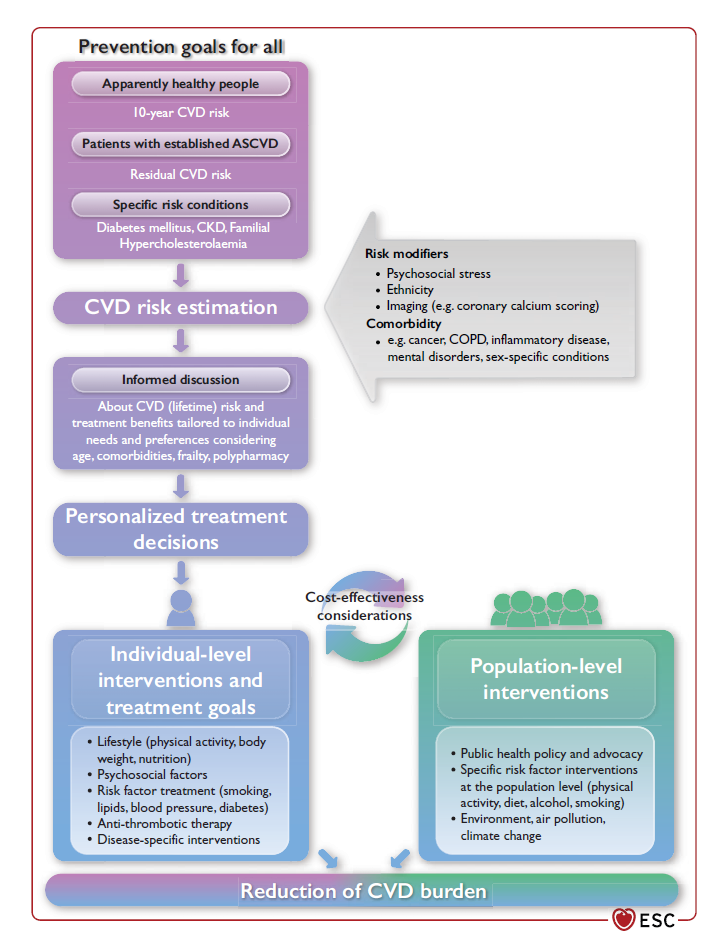 Prevention goals for all
Apparently healthy people
10-year CVD risk
Patients with established ASCVD
Residual CVD risk
Specific risk conditions
Diabetes mellitus, CKD, Familial
Hypercholesterolaemia
CVD risk estimation
Risk modifiers
• Psychosocial stress
• Ethnicity
• Imaging (e.g. coronary calcium scoring)
Comorbidity
• e.g. cancer, COPD, inflammatory disease,
mental disorders, sex-specific conditions
Informed discussion
About CVD (lifetime) risk and
treatment benefits tailored to individual
needs and preferences considering
age, comorbidities, frailty, polypharmacy
Personalized treatment
decisions
Cost-effectiveness
considerations
Individual-level
interventions and
treatment goals
• Lifestyle (physical activity, body
weight, nutrition)
• Psychosocial factors
• Risk factor treatment (smoking,
lipids, blood pressure, diabetes)
• Anti-thrombotic therapy
• Disease-specific interventions
Population-level
interventions
• Public health policy and advocacy
• Specific risk factor interventions
at the population level (physical
activity, diet, alcohol, smoking)
• Environment, air pollution,
climate change
Reduction of CVD burden
ESC